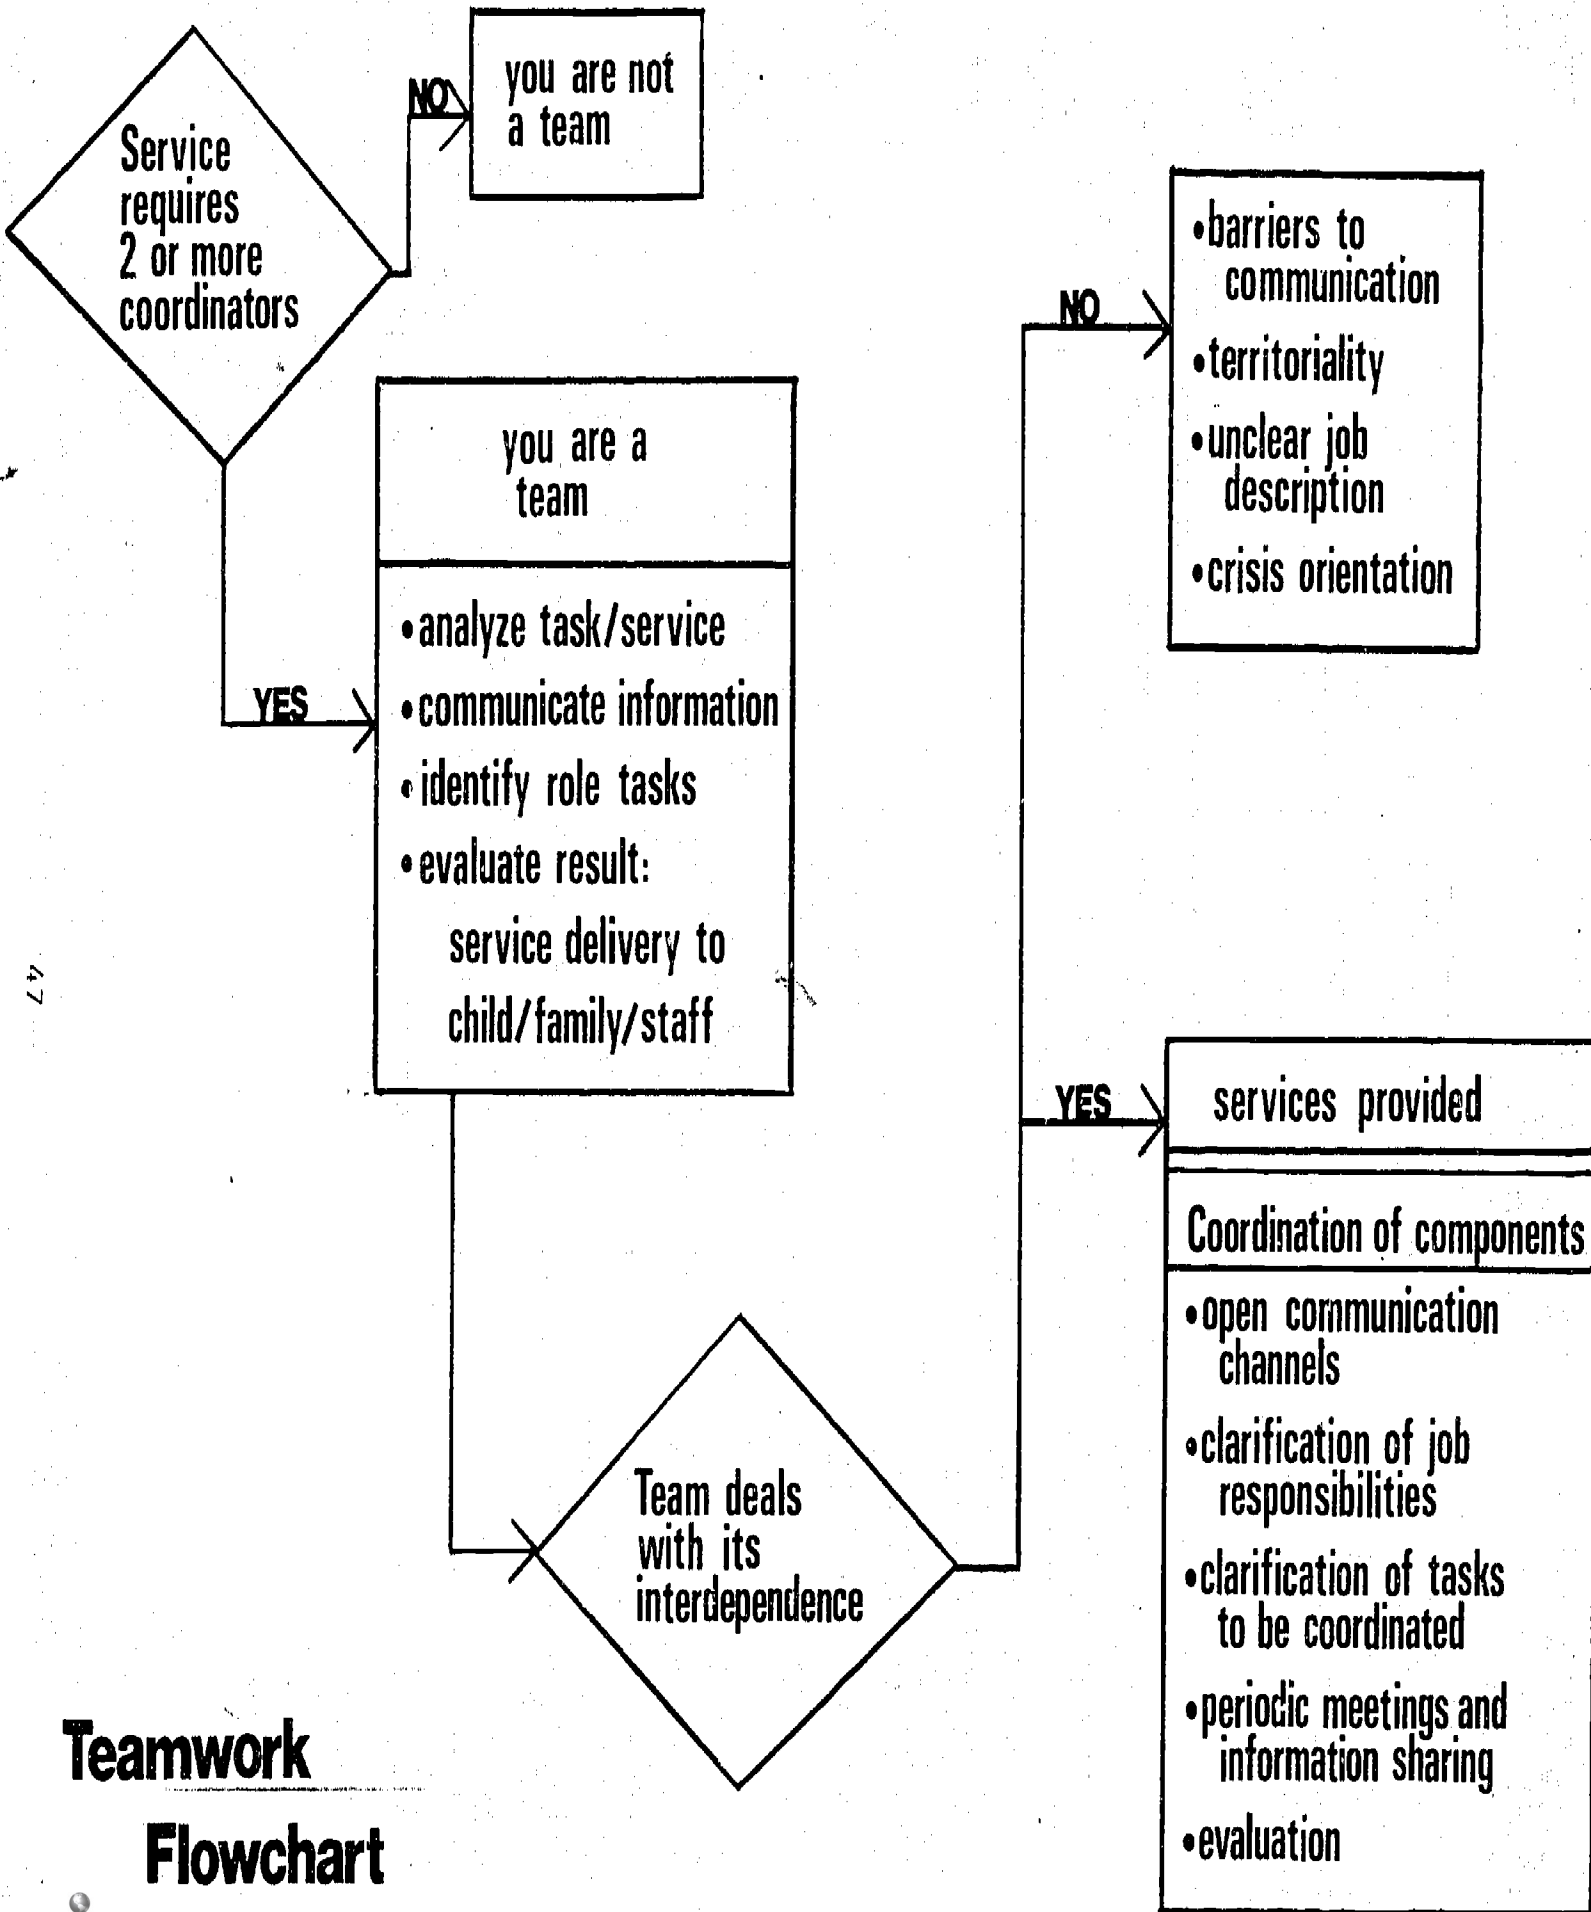 Service
requires
2 or more
coordinators
NO
you are not
a team
YES
you are a
team
•analyze task/service
•communicate information
•identify role tasks
•evaluate result:
service delivery to
child/family/staff
Team deals
with its
interdependence
NO
•barriers to
communication
•territoriality
•unclear job
description
•crisis orientation
YES
services provided
Coordination of components
•open communication
channels
•clarification of job
responsibilities
•clarification of tasks
to be coordinated
•periodic meetings and
information sharing
•evaluation
47
Teamwork
Flowchart